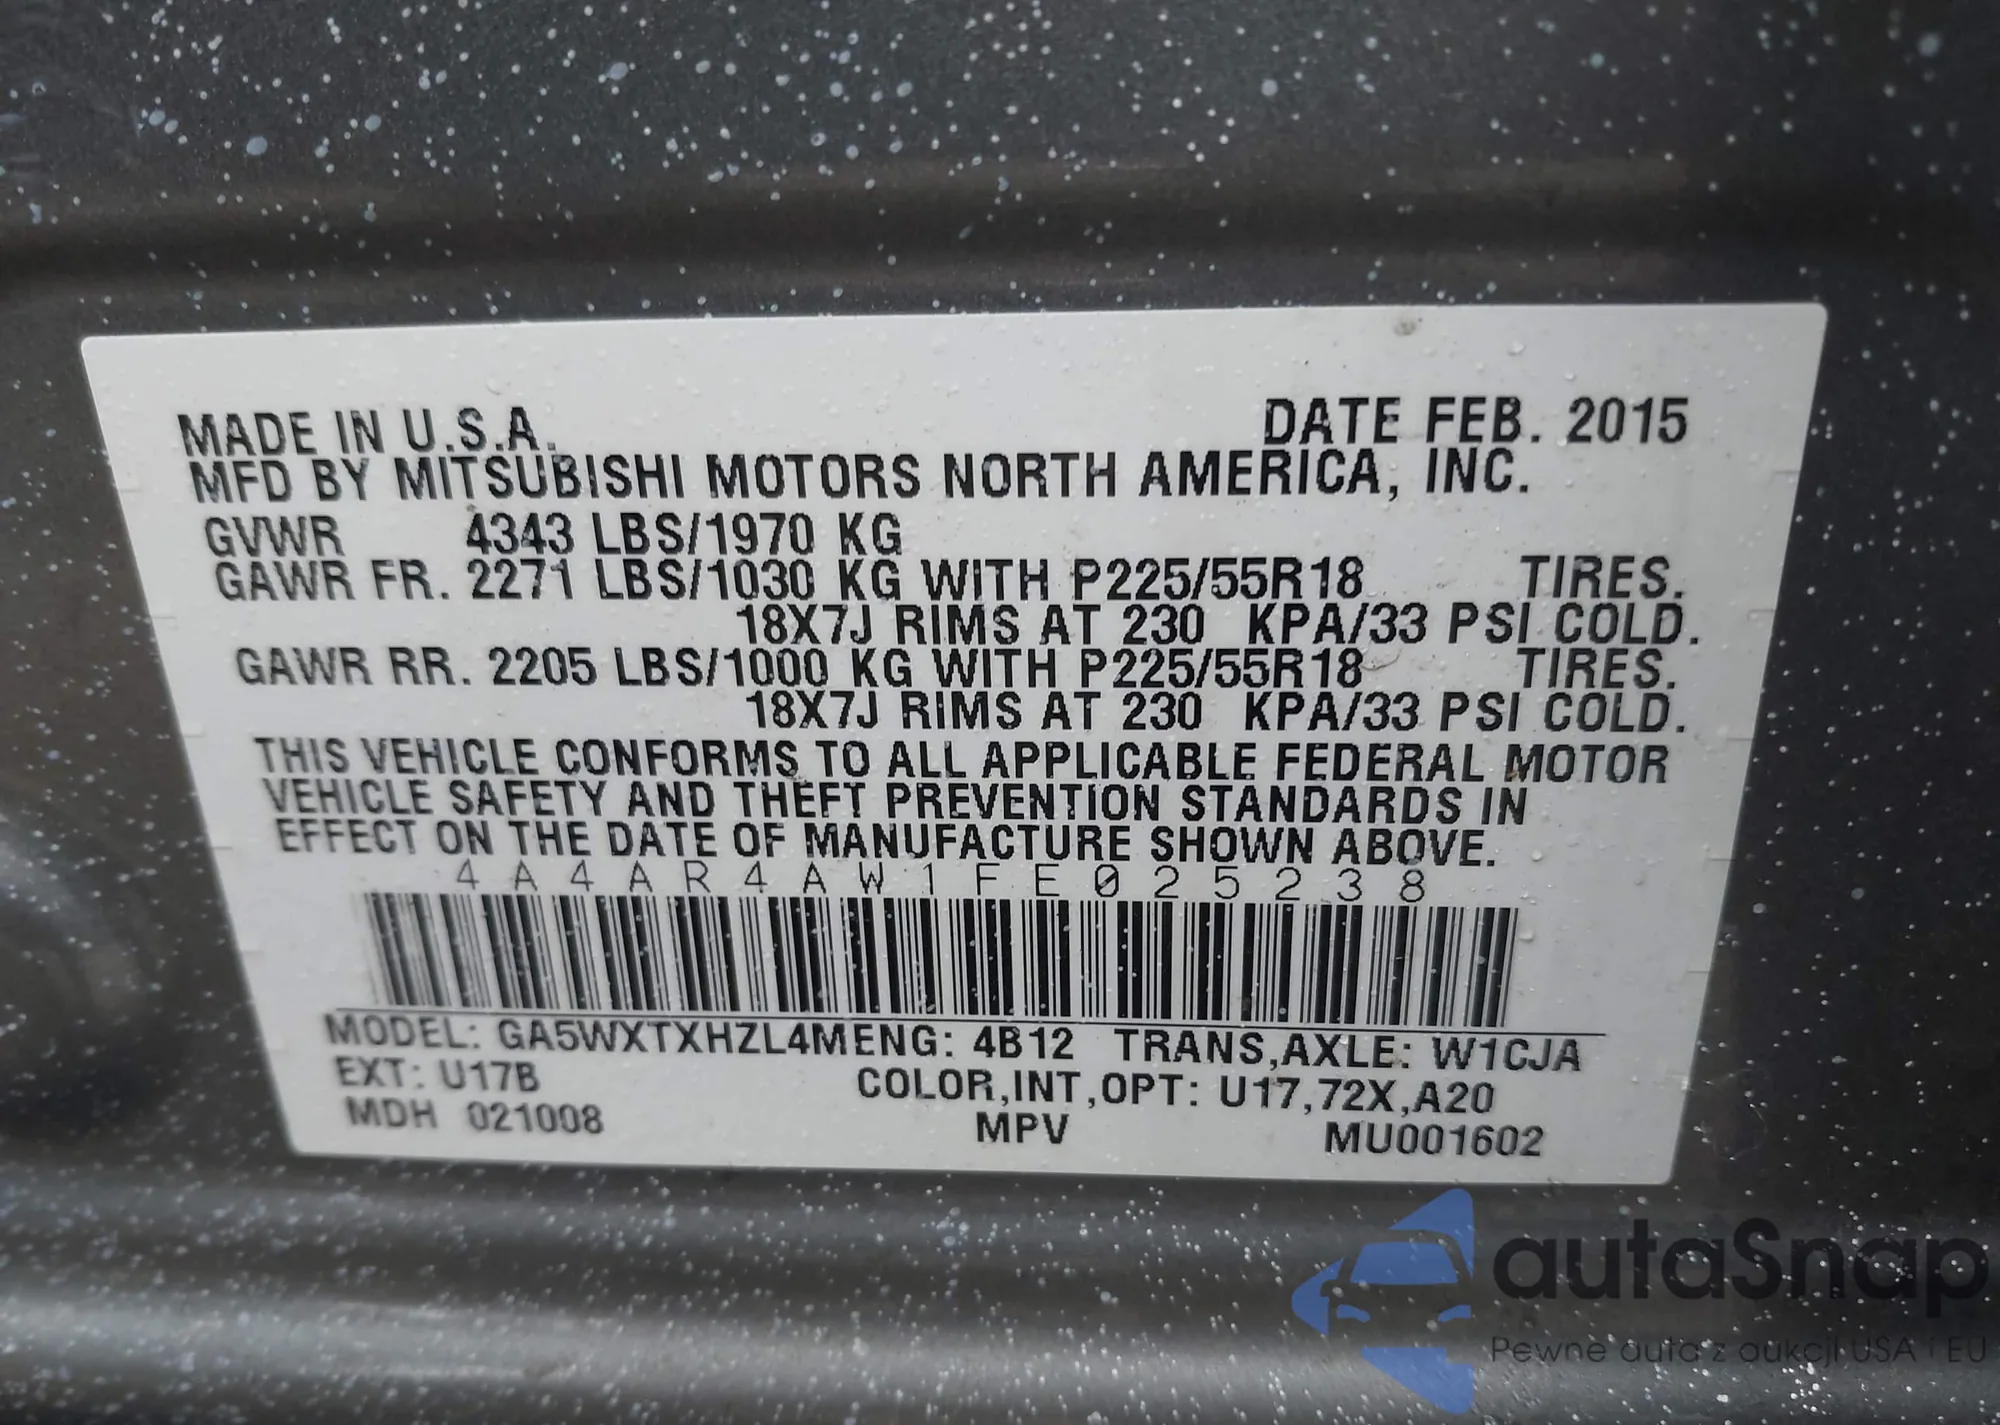 MADE IN U.S.A. DATE FEB. 2015
MFD BY MITSUBISHI MOTORS NORTH AMERICA, INC.
GVWR 4343 LBS/1970 KG
GAWR FR. 2271 LBS/1030 KG WITH P225/55R18 TIRES.
18X7J RIMS AT 230 KPA/33 PSI COLD.
GAWR RR. 2205 LBS/1000 KG WITH P225/55R18 TIRES.
18X7J RIMS AT 230 KPA/33 PSI COLD.
THIS VEHICLE CONFORMS TO ALL APPLICABLE FEDERAL MOTOR
VEHICLE SAFETY AND THEFT PREVENTION STANDARDS IN
EFFECT ON THE DATE OF MANUFACTURE SHOWN ABOVE.
4A4AR4AW1FE025238
MODEL: GA5WXTXHZL4MENG: 4B12 TRANS,AXLE: W1CJA
EXT: U17B COLOR,INT,OPT: U17,72X,A20
MDH 021008 MPV MU001602
autaSnap
Pewne auta z aukcji USA i EU